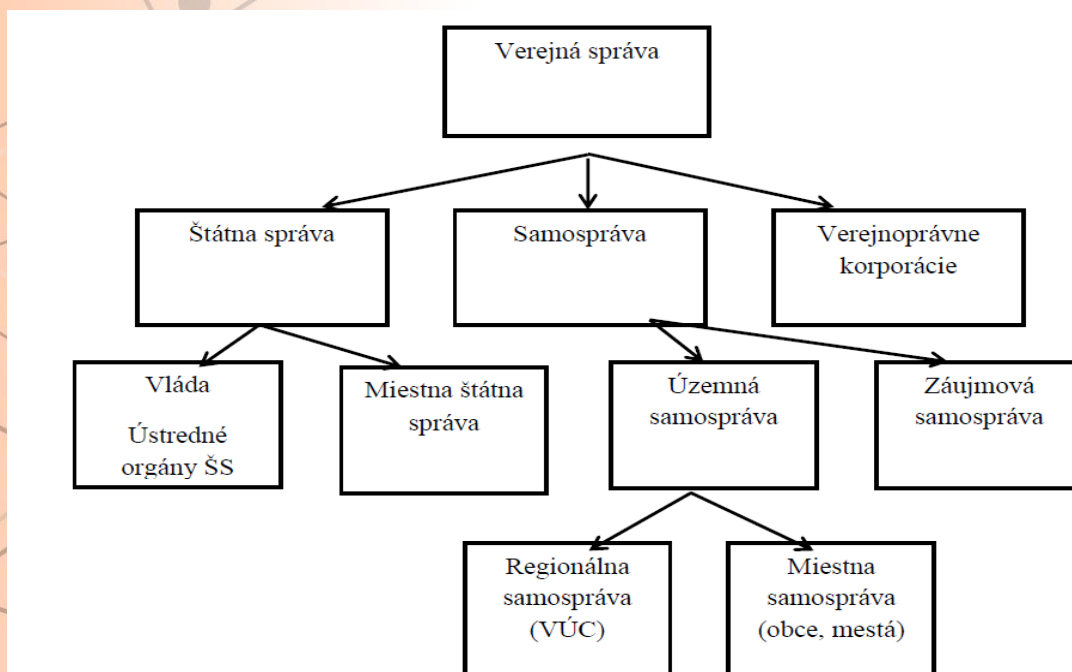 Verejná správa
Štátna správa
Samospráva
Verejnoprávne
korporácie
Vláda
Ústredné
orgány ŠS
Miestna štátna
správa
Územná
samospráva
Záujmová
samospráva
Regionálna
samospráva
(VÚC)
Miestna
samospráva
(obce, mestá)